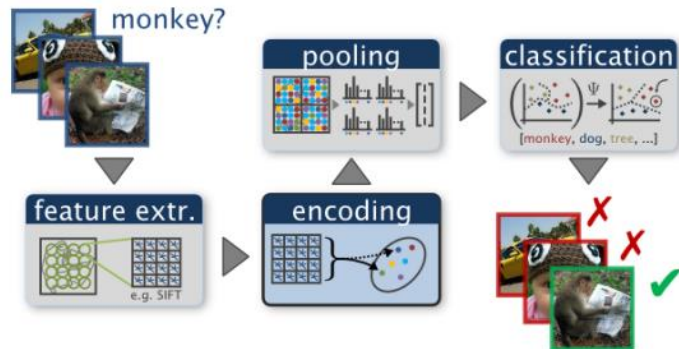 monkey?
pooling
classification
Ψ
[monkey, dog, tree, ...]
feature extr.
e.g. SIFT
encoding